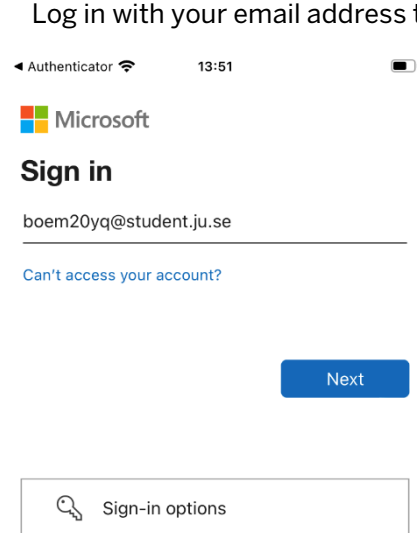 Log in with your email address
Authenticator 13:51
Microsoft
Sign in
boem20yq@student.ju.se
Can't access your account?
Next
Sign-in options